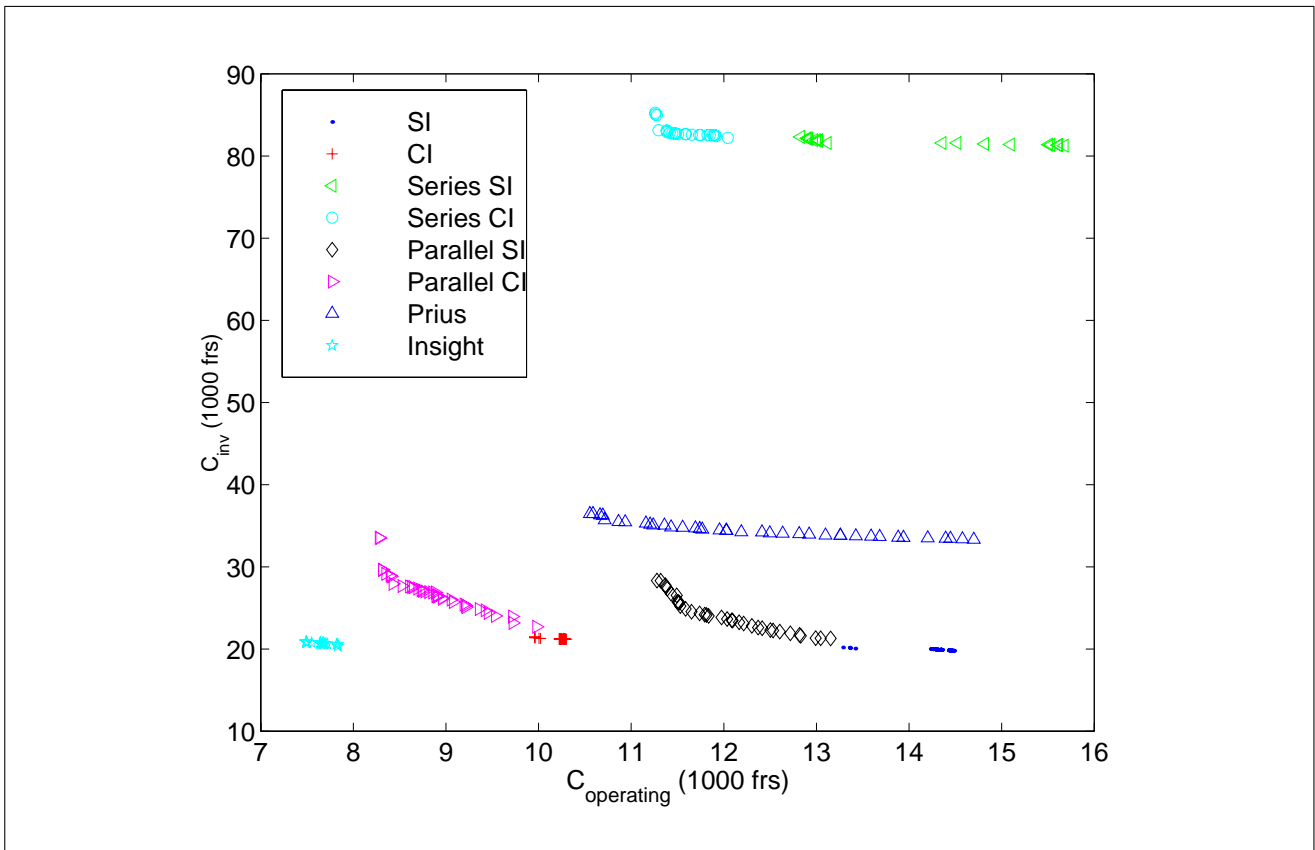 90
80
70
60
50
40
30
20
10
C_inv (1000 frs)
SI
CI
Series SI
Series CI
Parallel SI
Parallel CI
Prius
Insight
7 8 9 10 11 12 13 14 15 16
C_operating (1000 frs)